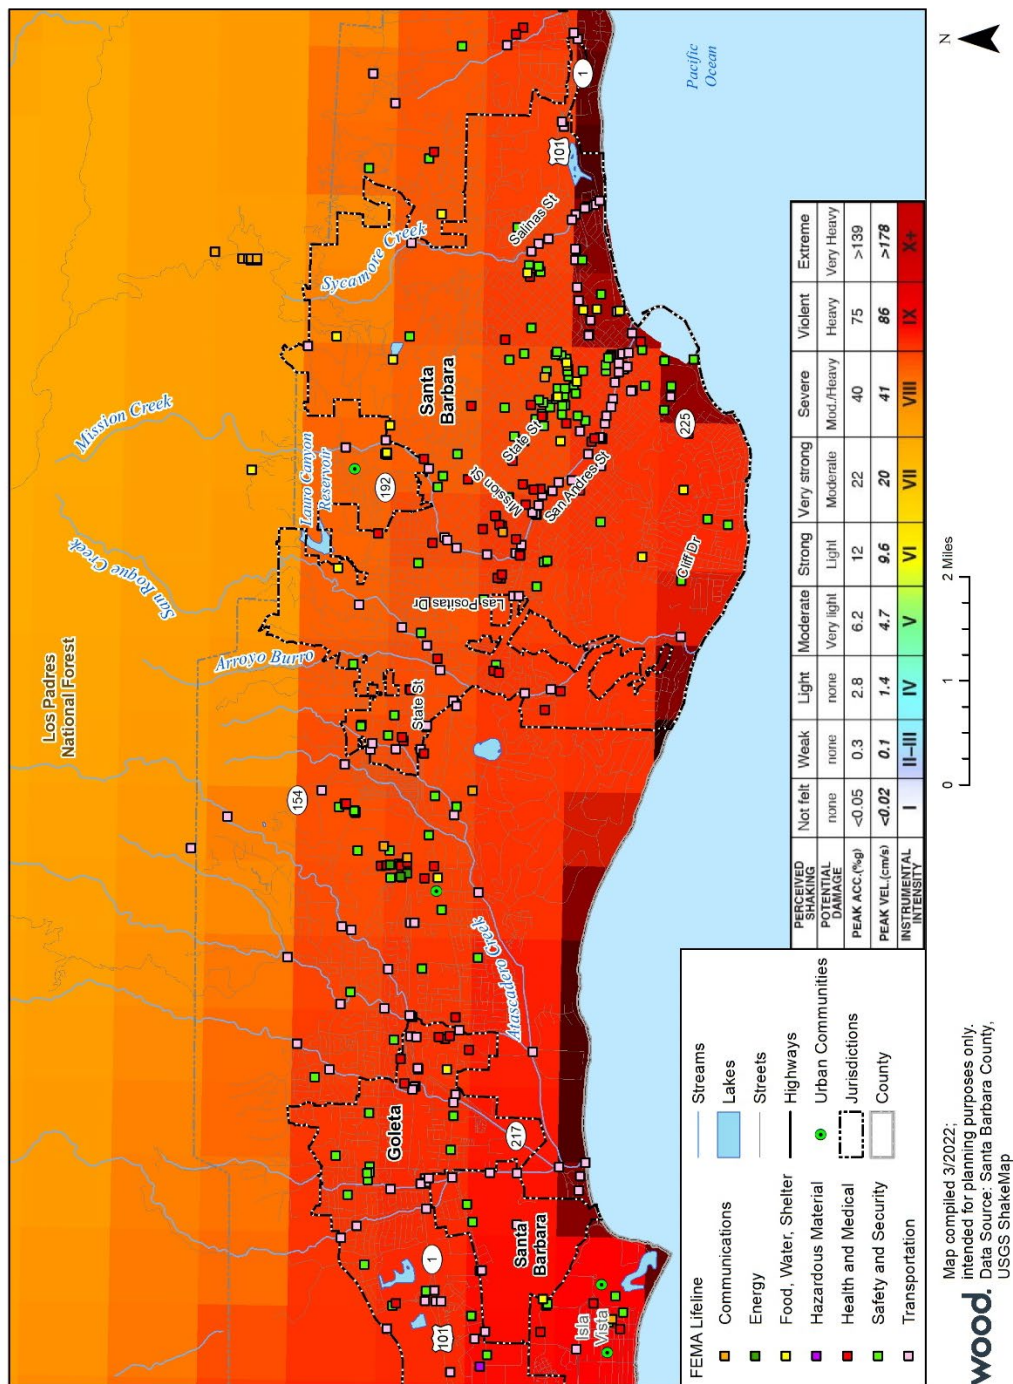 Los Padres
National Forest
Mission Creek
San Roque Creek
Arroyo Burro
Lauro Canyon
Reservoir
Sycamore Creek
154
192
State St
Las Positas Dr
Mission St
State St
San Andres St
Santa
Barbara
Salinas St
101
1
Pacific
Ocean
225
Cliff Dr
Atascadero Creek
Goleta
217
Santa
Barbara
1
101
Isla
Vista
PERCEIVED
SHAKING
Not felt
Weak
Light
Moderate
Strong
Very strong
Severe
Violent
Extreme
POTENTIAL
DAMAGE
none
none
none
Very light
Light
Moderate
Mod./Heavy
Heavy
Very Heavy
PEAK ACC.(%g)
<0.05
0.3
2.8
6.2
12
22
40
75
>139
PEAK VEL.(cm/s)
<0.02
0.1
1.4
4.7
9.6
20
41
86
>178
INSTRUMENTAL
INTENSITY
I
II–III
IV
V
VI
VII
VIII
IX
X+
FEMA Lifeline
Communications
Energy
Food, Water, Shelter
Hazardous Material
Health and Medical
Safety and Security
Transportation
Streams
Lakes
Streets
Highways
Urban Communities
Jurisdictions
County
wood.
Map compiled 3/2022;
intended for planning purposes only.
Data Source: Santa Barbara County,
USGS ShakeMap
0
1
2 Miles
N